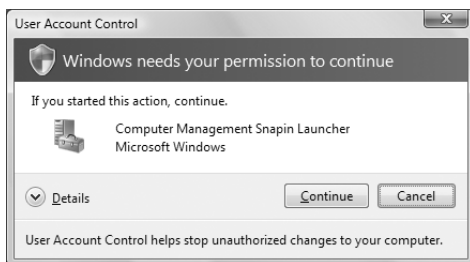 User Account Control
Windows needs your permission to continue
If you started this action, continue.
Computer Management Snapin Launcher
Microsoft Windows
Details
Continue
Cancel
User Account Control helps stop unauthorized changes to your computer.